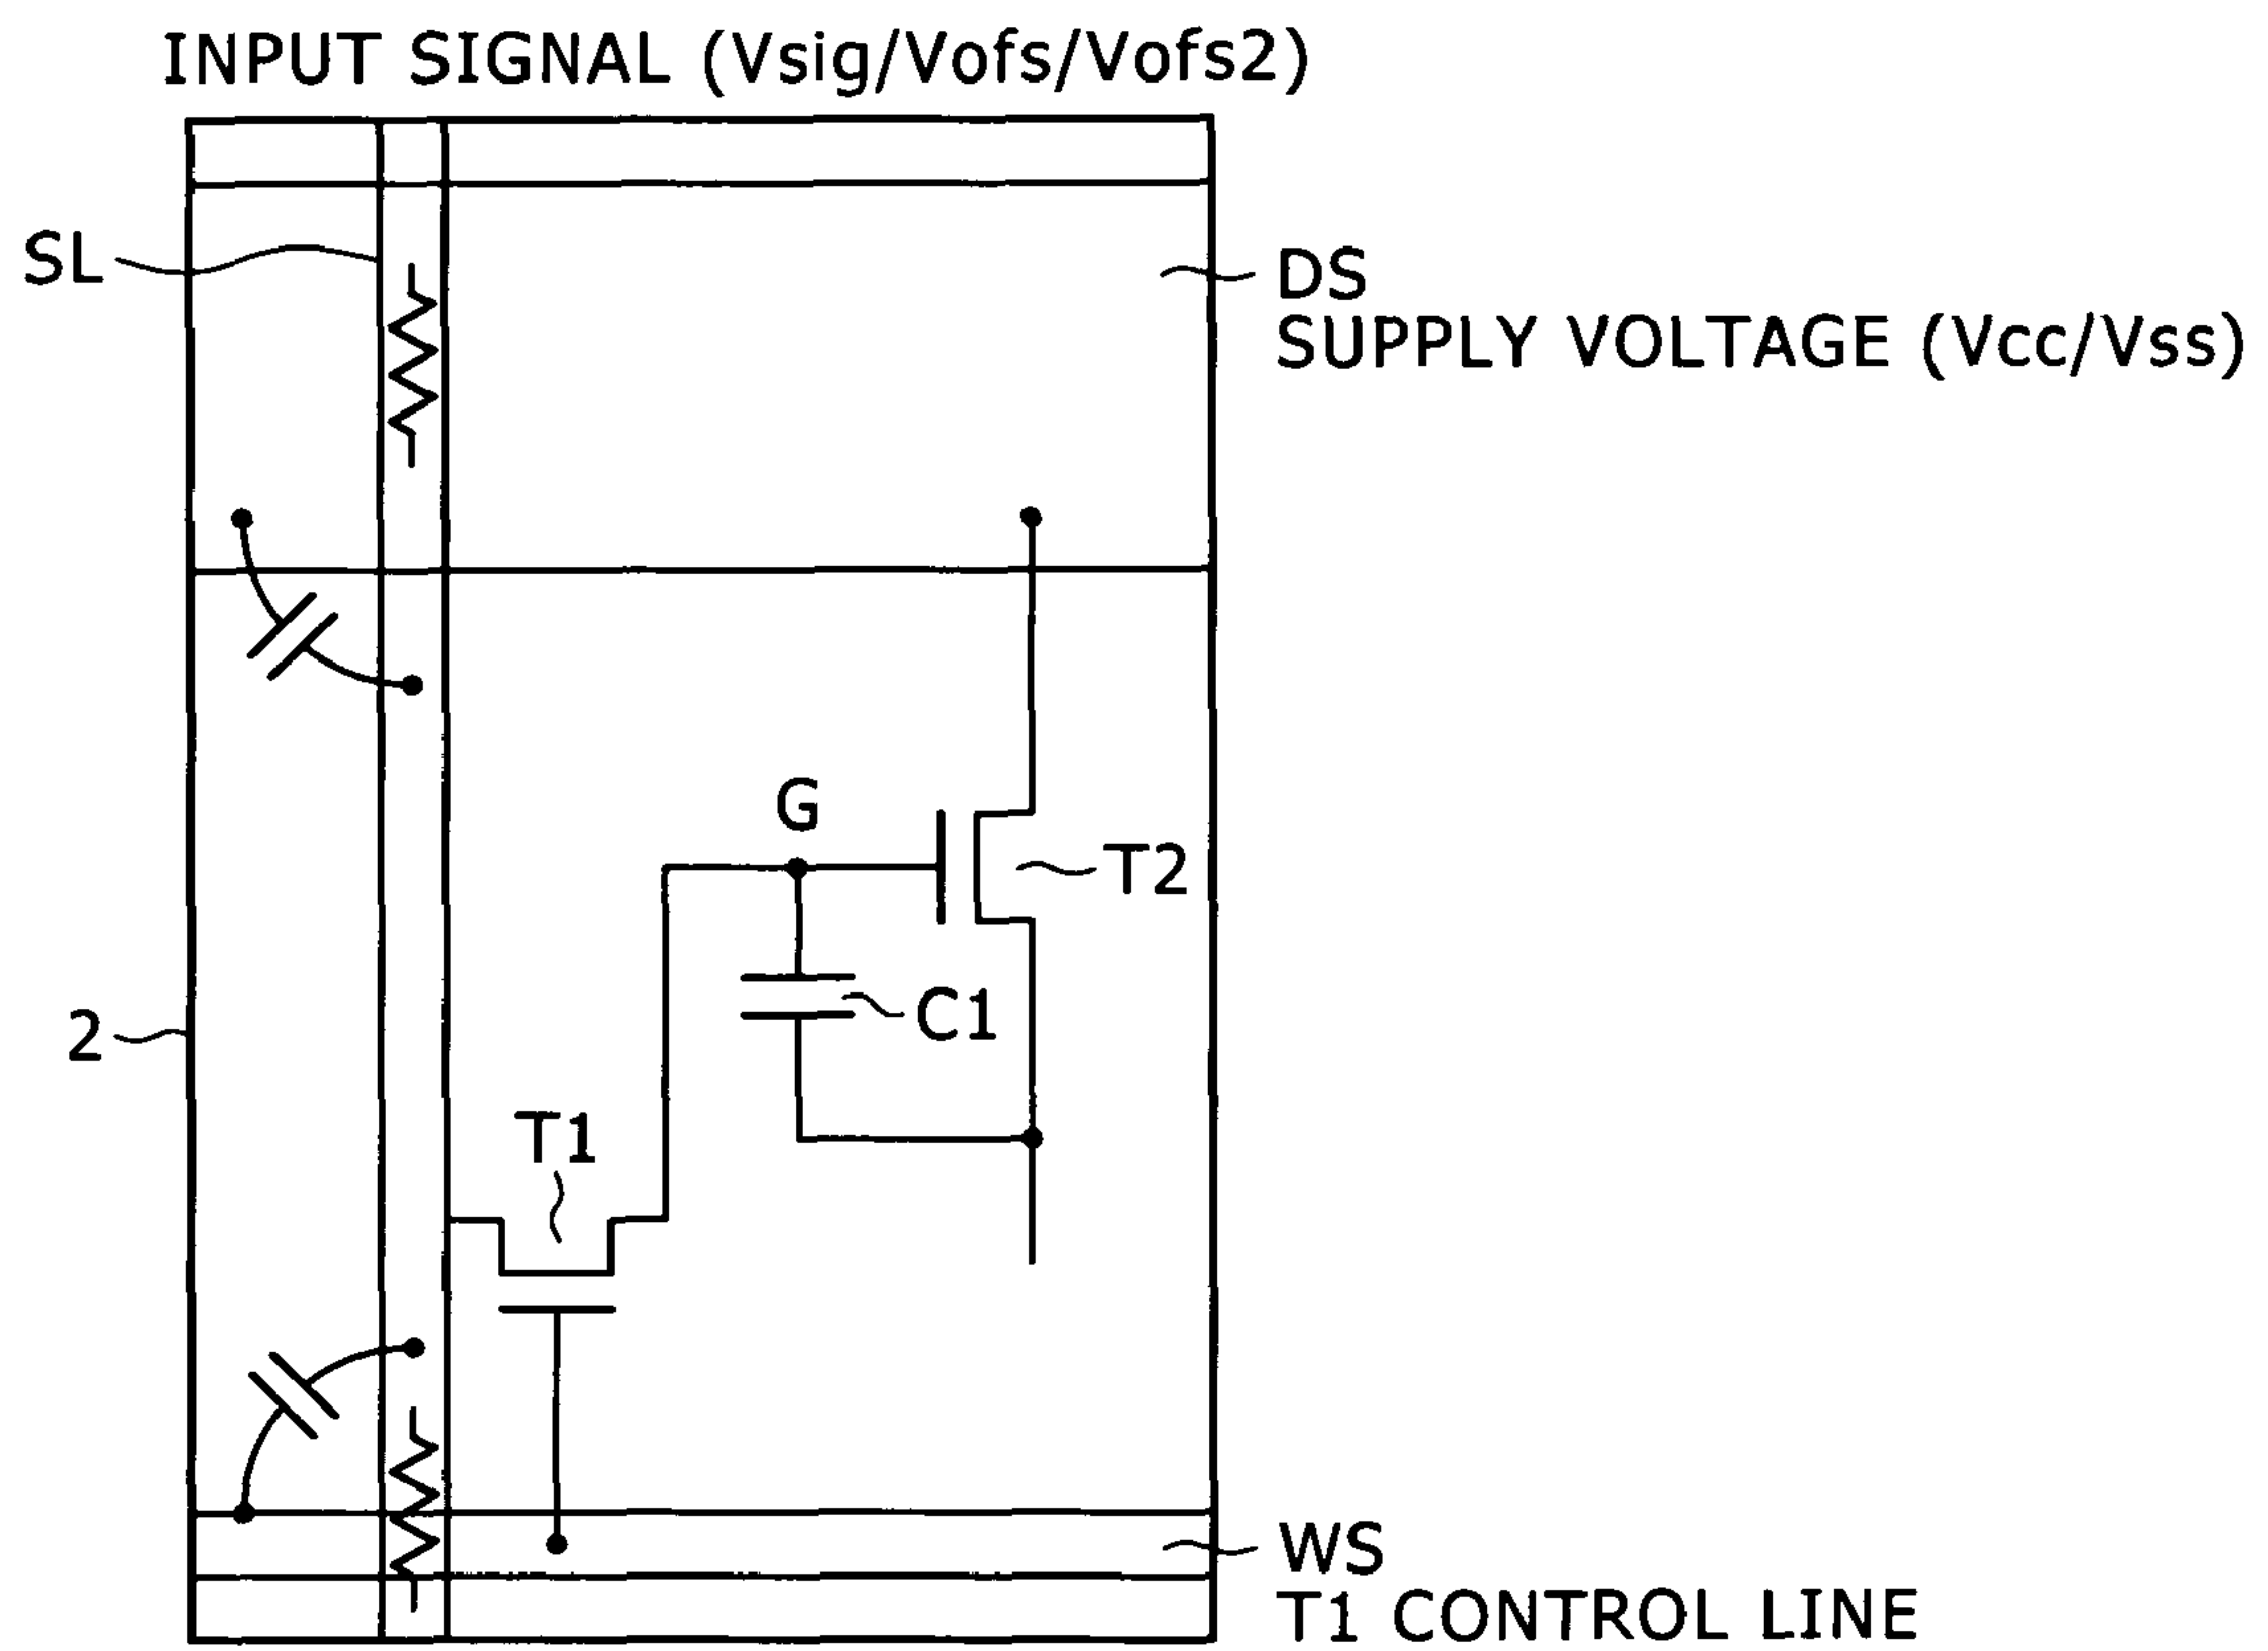 INPUT SIGNAL (Vsig/Vofs/Vofs2)
SL
DS
SUPPLY VOLTAGE (Vcc/Vss)
G
T2
C1
2
T1
WS
T1 CONTROL LINE